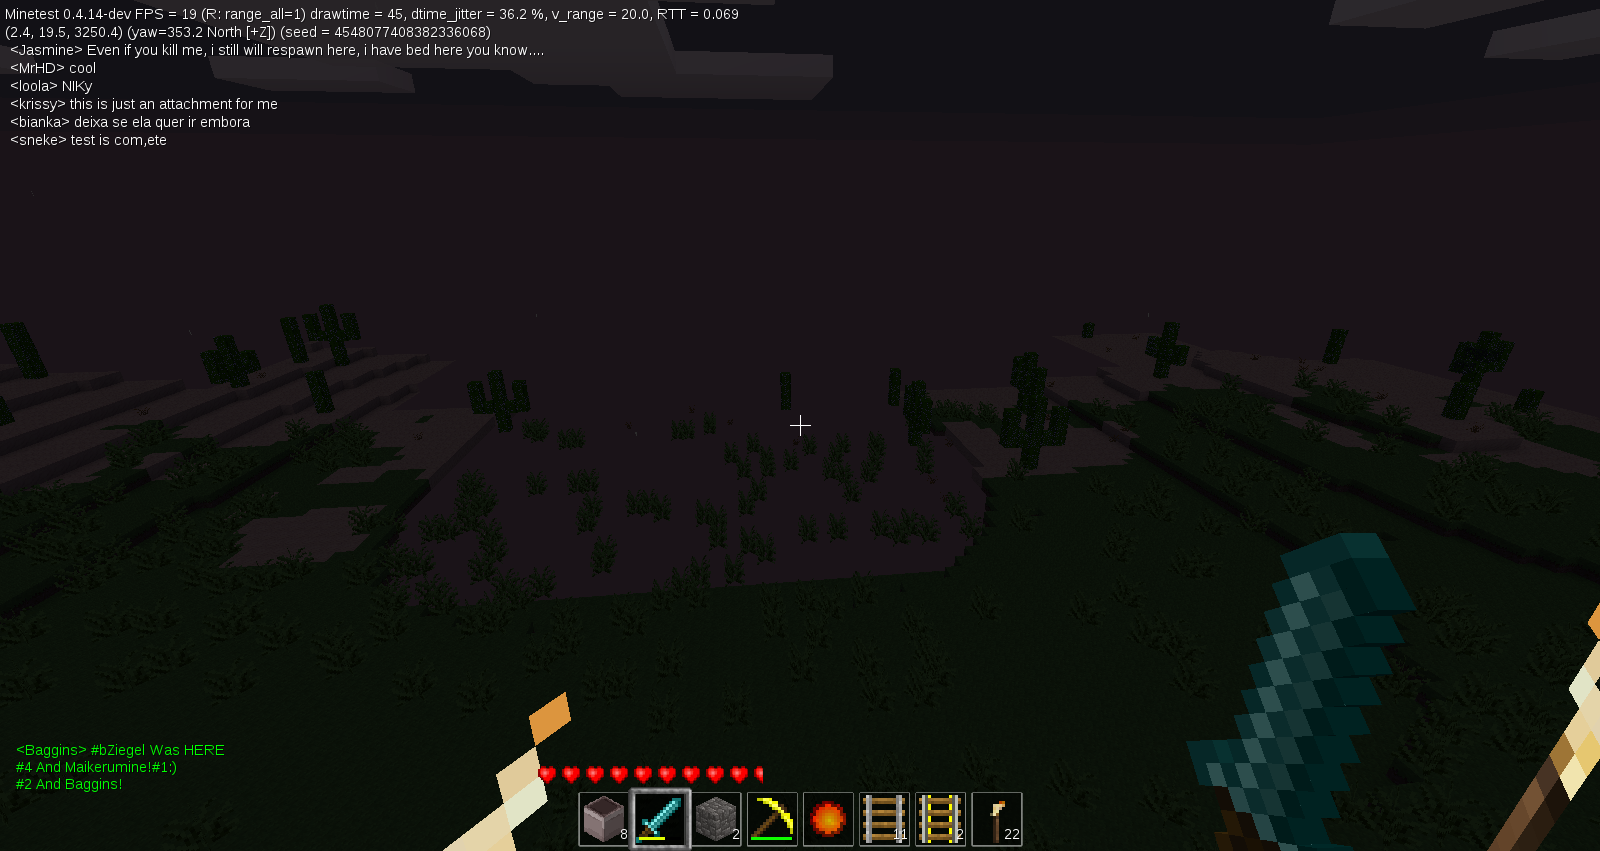 Minetest 0.4.14-dev FPS = 19 (R: range_all=1) drawtime = 45, dtime_jitter = 36.2 %, v_range = 20.0, RTT = 0.069
(2.4, 19.5, 3250.4) (yaw=353.2 North [+Z]) (seed = 4548077408382336068)
<Jasmine> Even if you kill me, i still will respawn here, i have bed here you know....
<MrHD> cool
<loola> NIKy
<krissy> this is just an attachment for me
<bianka> deixa se ela quer ir embora
<sneke> test is com,ete
<Baggins> #bZiegel Was HERE
#4 And Maikerumine!#1:)
#2 And Baggins!
8 2 11 2 22